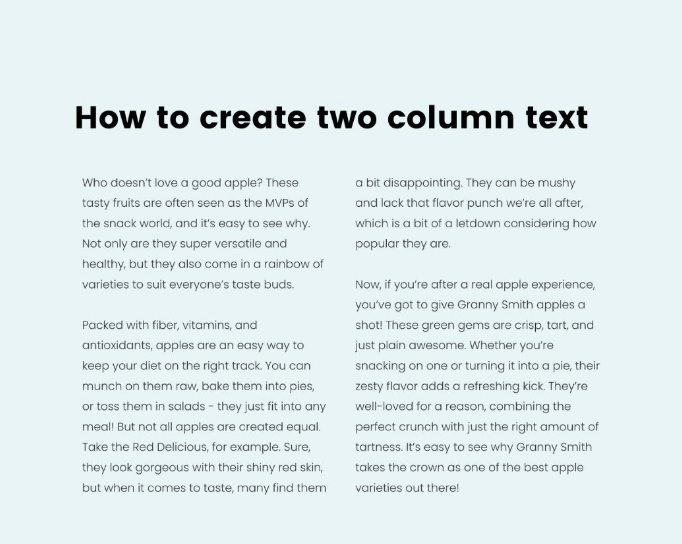 How to create two column text
Who doesn't love a good apple? These
tasty fruits are often seen as the MVPs of
the snack world, and it's easy to see why.
Not only are they super versatile and
healthy, but they also come in a rainbow of
varieties to suit everyone's taste buds.
Packed with fiber, vitamins, and
antioxidants, apples are an easy way to
keep your diet on the right track. You can
munch on them raw, bake them into pies,
or toss them in salads - they just fit into any
meal! But not all apples are created equal.
Take the Red Delicious, for example. Sure,
they look gorgeous with their shiny red skin,
but when it comes to taste, many find them
a bit disappointing. They can be mushy
and lack that flavor punch we're all after,
which is a bit of a letdown considering how
popular they are.
Now, if you're after a real apple experience,
you've got to give Granny Smith apples a
shot! These green gems are crisp, tart, and
just plain awesome. Whether you're
snacking on one or turning it into a pie, their
zesty flavor adds a refreshing kick. They're
well-loved for a reason, combining the
perfect crunch with just the right amount of
tartness. It's easy to see why Granny Smith
takes the crown as one of the best apple
varieties out there!